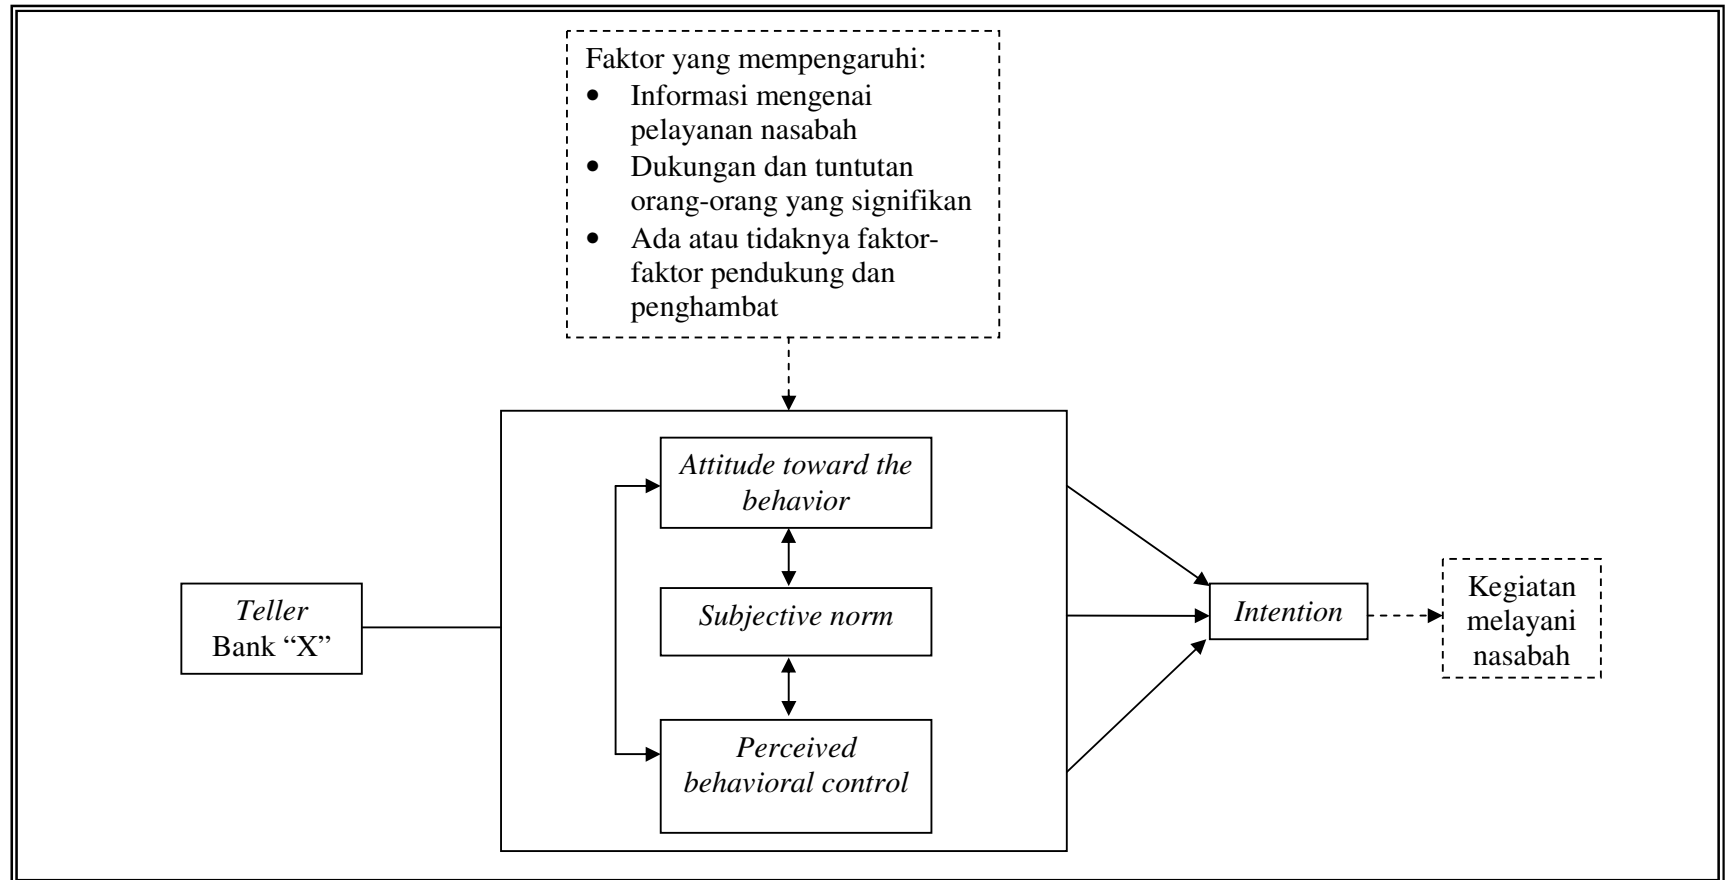 Faktor yang mempengaruhi:
• Informasi mengenai
pelayanan nasabah
• Dukungan dan tuntutan
orang-orang yang signifikan
• Ada atau tidaknya faktor-
faktor pendukung dan
penghambat
Attitude toward the
behavior
Subjective norm
Perceived
behavioral control
Teller
Bank “X”
Intention
Kegiatan
melayani
nasabah